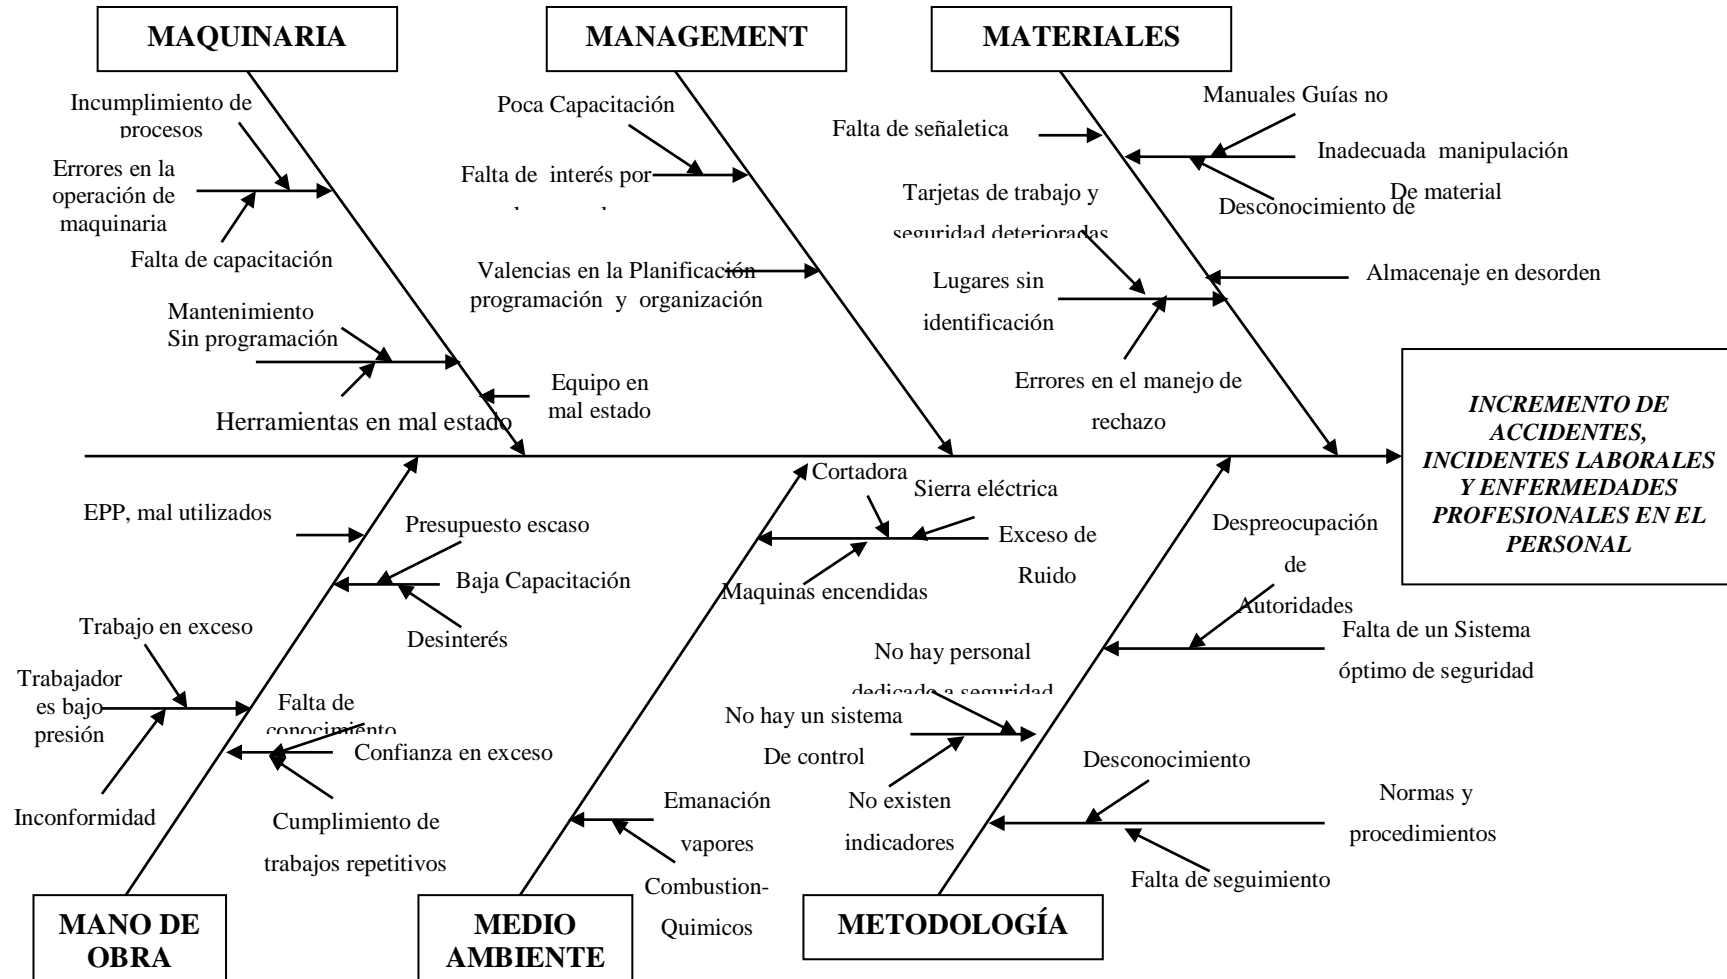 MAQUINARIA
MANAGEMENT
MATERIALES
Incumplimiento de
procesos
Errores en la
operación de
maquinaria
Falta de capacitación
Mantenimiento
Sin programación
Herramientas en mal estado
Equipo en
mal estado
Poca Capacitación
Falta de interés por
Valencias en la Planificación
programación y organización
Falta de señaletica
Manuales Guías no
Inadecuada manipulación
De material
Desconocimiento de
Tarjetas de trabajo y
seguridad deterioradas
Lugares sin
identificación
Almacenaje en desorden
Errores en el manejo de
rechazo
INCREMENTO DE
ACCIDENTES,
INCIDENTES LABORALES
Y ENFERMEDADES
PROFESIONALES EN EL
PERSONAL
EPP, mal utilizados
Presupuesto escaso
Baja Capacitación
Desinterés
Trabajo en exceso
Trabajador
es bajo
presión
Inconformidad
Falta de
conocimiento
Confianza en exceso
Cumplimiento de
trabajos repetitivos
Cortadora
Sierra eléctrica
Exceso de
Ruido
Maquinas encendidas
Emanación
vapores
Combustion-
Quimicos
Despreocupación
de
Autoridades
Falta de un Sistema
óptimo de seguridad
No hay personal
dedicado a seguridad
No hay un sistema
De control
No existen
indicadores
Desconocimiento
Normas y
procedimientos
Falta de seguimiento
MANO DE
OBRA
MEDIO
AMBIENTE
METODOLOGÍA